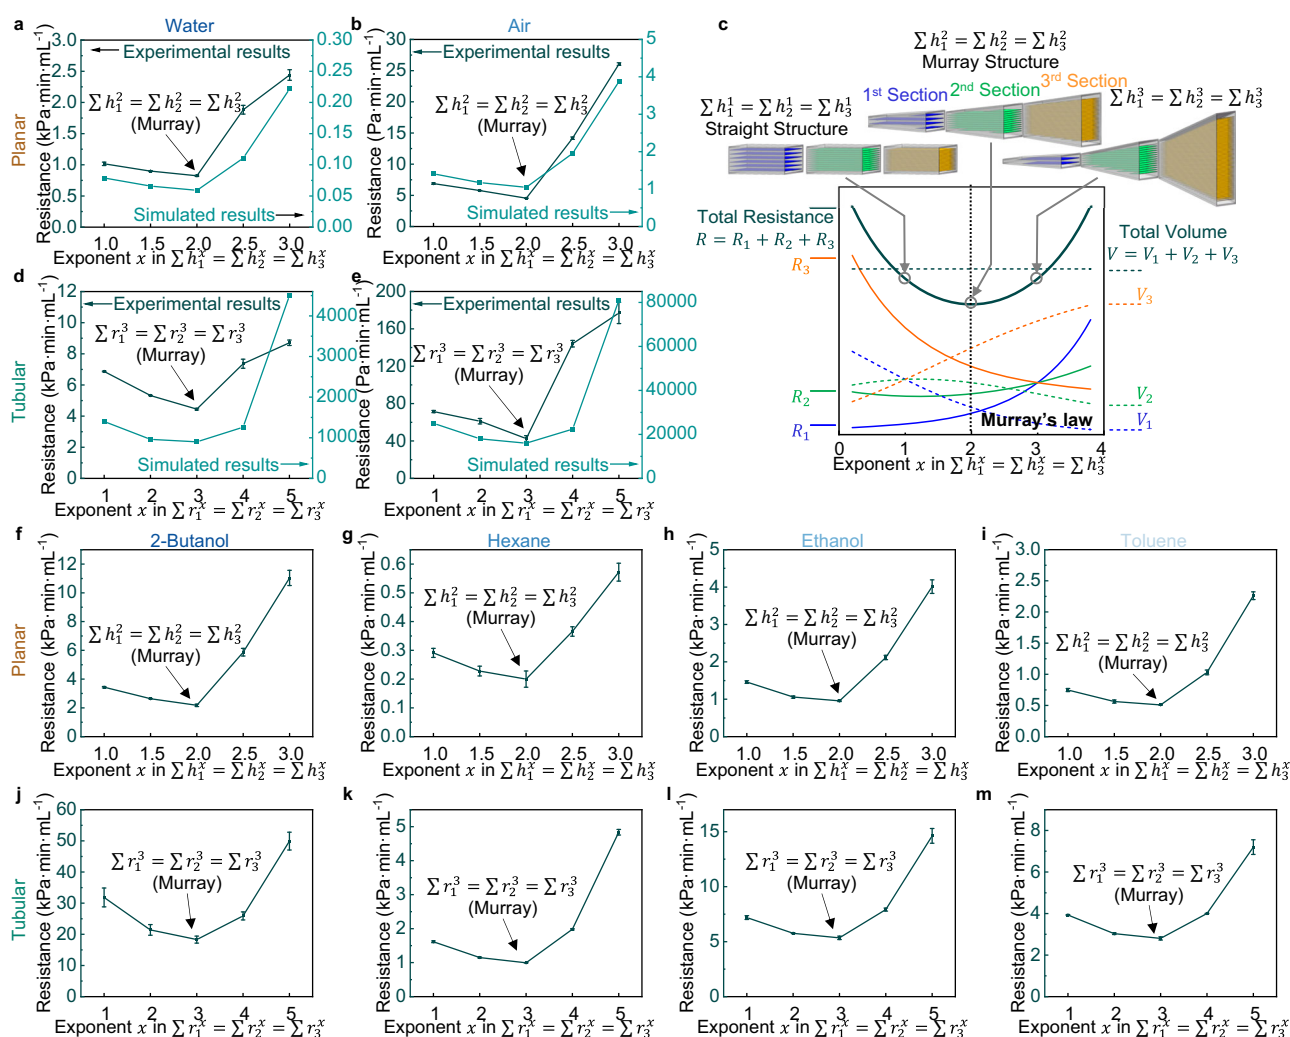 a
Water
Planar
Resistance (kPa·min·mL⁻¹)
3.0
2.5
2.0
1.5
1.0
0.5
0.0
0.30
0.25
0.20
0.15
0.10
0.05
0.00
Experimental results
∑ h₁² = ∑ h₂² = ∑ h₃²
(Murray)
Simulated results
1.0 1.5 2.0 2.5 3.0
Exponent x in ∑ h₁ˣ = ∑ h₂ˣ = ∑ h₃ˣ
b
Air
Resistance (Pa·min·mL⁻¹)
30
25
20
15
10
5
0
5
4
3
2
1
0
Experimental results
∑ h₁² = ∑ h₂² = ∑ h₃²
(Murray)
Simulated results
1.0 1.5 2.0 2.5 3.0
Exponent x in ∑ h₁ˣ = ∑ h₂ˣ = ∑ h₃ˣ
c
∑ h₁² = ∑ h₂² = ∑ h₃²
Murray Structure
1st Section
2nd Section
3rd Section
∑ h₁¹ = ∑ h₂¹ = ∑ h₃¹
Straight Structure
∑ h₁³ = ∑ h₂³ = ∑ h₃³
Total Resistance
R = R₁ + R₂ + R₃
Total Volume
V = V₁ + V₂ + V₃
R₃
R₂
R₁
V₃
V₂
V₁
Murray's law
0 1 2 3 4
Exponent x in ∑ h₁ˣ = ∑ h₂ˣ = ∑ h₃ˣ
d
Tubular
Resistance (kPa·min·mL⁻¹)
12
10
8
6
4
2
0
4000
3000
2000
1000
0
Experimental results
∑ r₁³ = ∑ r₂³ = ∑ r₃³
(Murray)
Simulated results
1 2 3 4 5
Exponent x in ∑ r₁ˣ = ∑ r₂ˣ = ∑ r₃ˣ
e
Resistance (Pa·min·mL⁻¹)
200
160
120
80
40
0
80000
60000
40000
20000
0
Experimental results
∑ r₁³ = ∑ r₂³ = ∑ r₃³
(Murray)
Simulated results
1 2 3 4 5
Exponent x in ∑ r₁ˣ = ∑ r₂ˣ = ∑ r₃ˣ
f
2-Butanol
Planar
Resistance (kPa·min·mL⁻¹)
12
10
8
6
4
2
0
∑ h₁² = ∑ h₂² = ∑ h₃²
(Murray)
1.0 1.5 2.0 2.5 3.0
Exponent x in ∑ h₁ˣ = ∑ h₂ˣ = ∑ h₃ˣ
g
Hexane
Resistance (kPa·min·mL⁻¹)
0.6
0.5
0.4
0.3
0.2
0.1
0.0
∑ h₁² = ∑ h₂² = ∑ h₃²
(Murray)
1.0 1.5 2.0 2.5 3.0
Exponent x in ∑ h₁ˣ = ∑ h₂ˣ = ∑ h₃ˣ
h
Ethanol
Resistance (kPa·min·mL⁻¹)
5
4
3
2
1
0
∑ h₁² = ∑ h₂² = ∑ h₃²
(Murray)
1.0 1.5 2.0 2.5 3.0
Exponent x in ∑ h₁ˣ = ∑ h₂ˣ = ∑ h₃ˣ
i
Toluene
Resistance (kPa·min·mL⁻¹)
3.0
2.5
2.0
1.5
1.0
0.5
0.0
∑ h₁² = ∑ h₂² = ∑ h₃²
(Murray)
1.0 1.5 2.0 2.5 3.0
Exponent x in ∑ h₁ˣ = ∑ h₂ˣ = ∑ h₃ˣ
j
Tubular
Resistance (kPa·min·mL⁻¹)
60
50
40
30
20
10
0
∑ r₁³ = ∑ r₂³ = ∑ r₃³
(Murray)
1 2 3 4 5
Exponent x in ∑ r₁ˣ = ∑ r₂ˣ = ∑ r₃ˣ
k
Resistance (kPa·min·mL⁻¹)
5
4
3
2
1
0
∑ r₁³ = ∑ r₂³ = ∑ r₃³
(Murray)
1 2 3 4 5
Exponent x in ∑ r₁ˣ = ∑ r₂ˣ = ∑ r₃ˣ
l
Resistance (kPa·min·mL⁻¹)
15
10
5
0
∑ r₁³ = ∑ r₂³ = ∑ r₃³
(Murray)
1 2 3 4 5
Exponent x in ∑ r₁ˣ = ∑ r₂ˣ = ∑ r₃ˣ
m
Resistance (kPa·min·mL⁻¹)
8
6
4
2
0
∑ r₁³ = ∑ r₂³ = ∑ r₃³
(Murray)
1 2 3 4 5
Exponent x in ∑ r₁ˣ = ∑ r₂ˣ = ∑ r₃ˣ